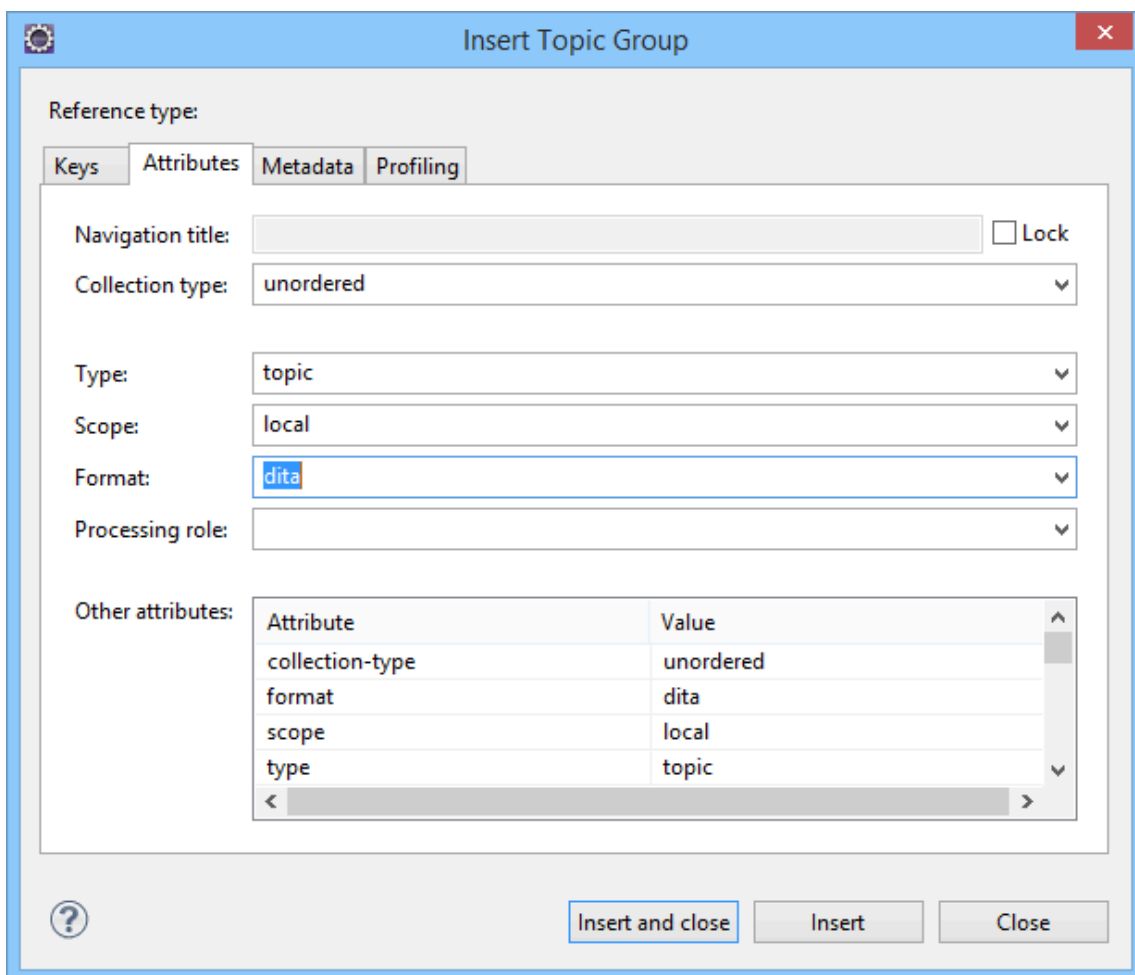 Insert Topic Group
Reference type:
Keys Attributes Metadata Profiling
Navigation title: Lock
Collection type: unordered
Type: topic
Scope: local
Format: dita
Processing role:
Other attributes: Attribute Value
collection-type unordered
format dita
scope local
type topic
Insert and close Insert Close